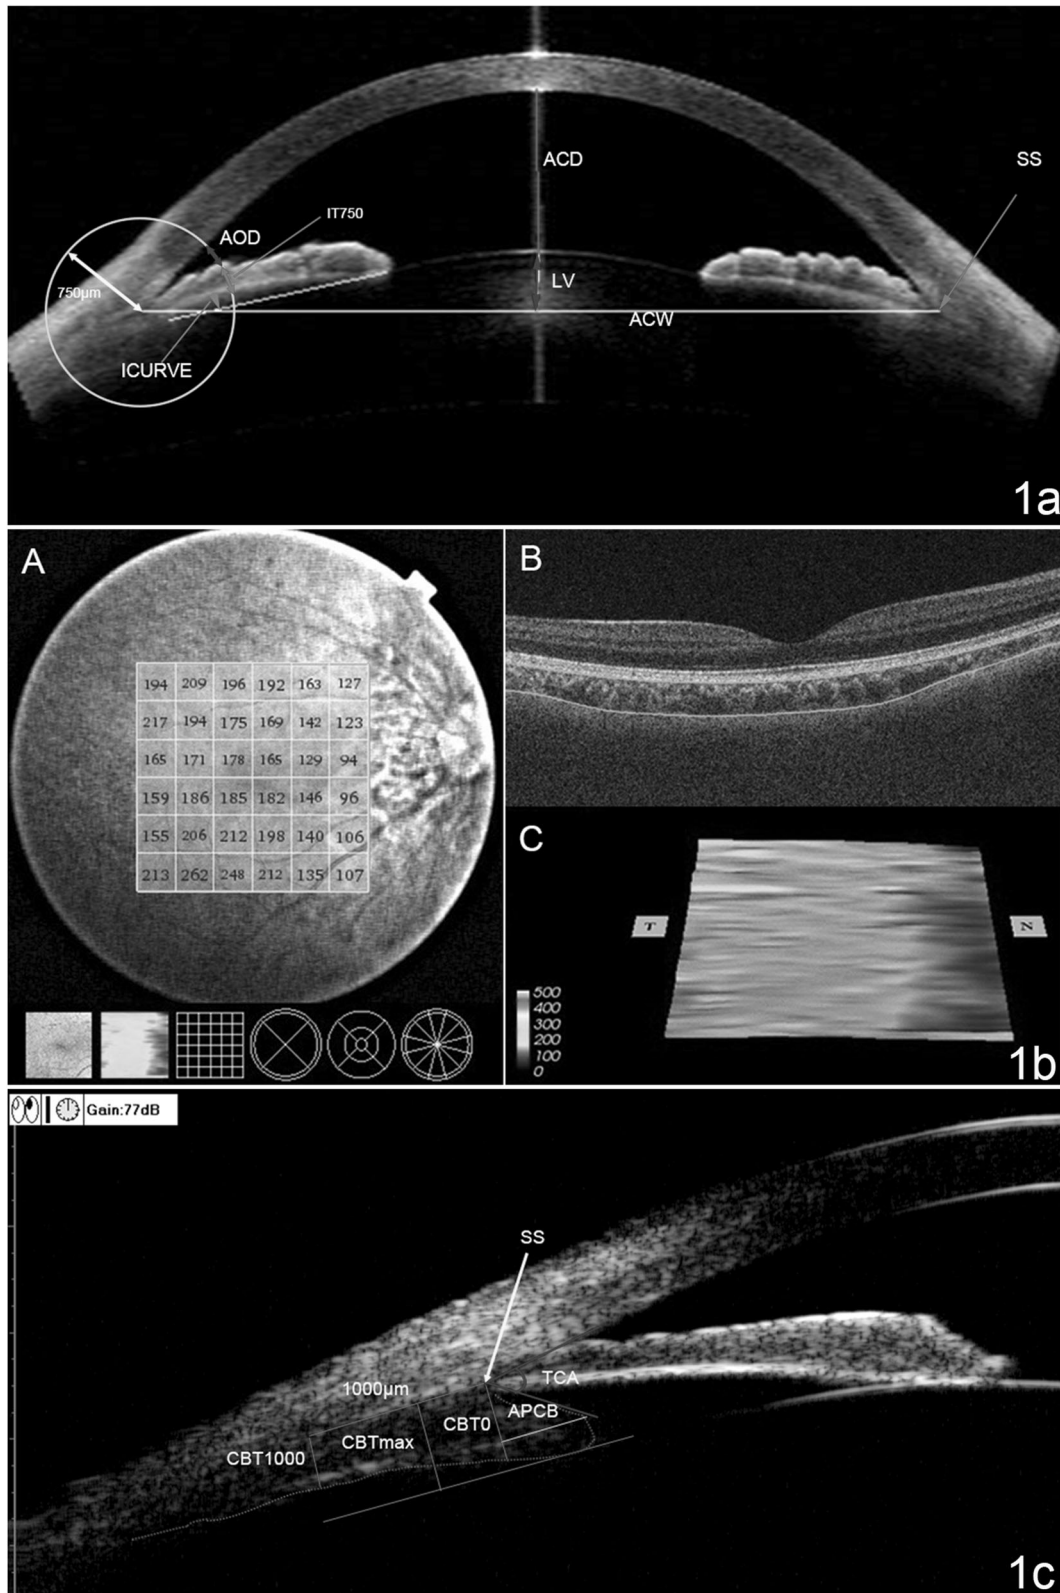 ACD
SS
IT750
AOD
750µm
LV
ACW
ICURVE
1a
A
194 209 196 192 163 127
217 194 175 169 142 123
165 171 178 165 129 94
159 186 185 182 146 96
155 206 212 198 140 106
213 262 248 212 135 107
B
C
T
N
500
400
300
200
100
0
1b
Gain:77dB
SS
1000µm
TCA
APCB
CBT0
CBTmax
CBT1000
1c